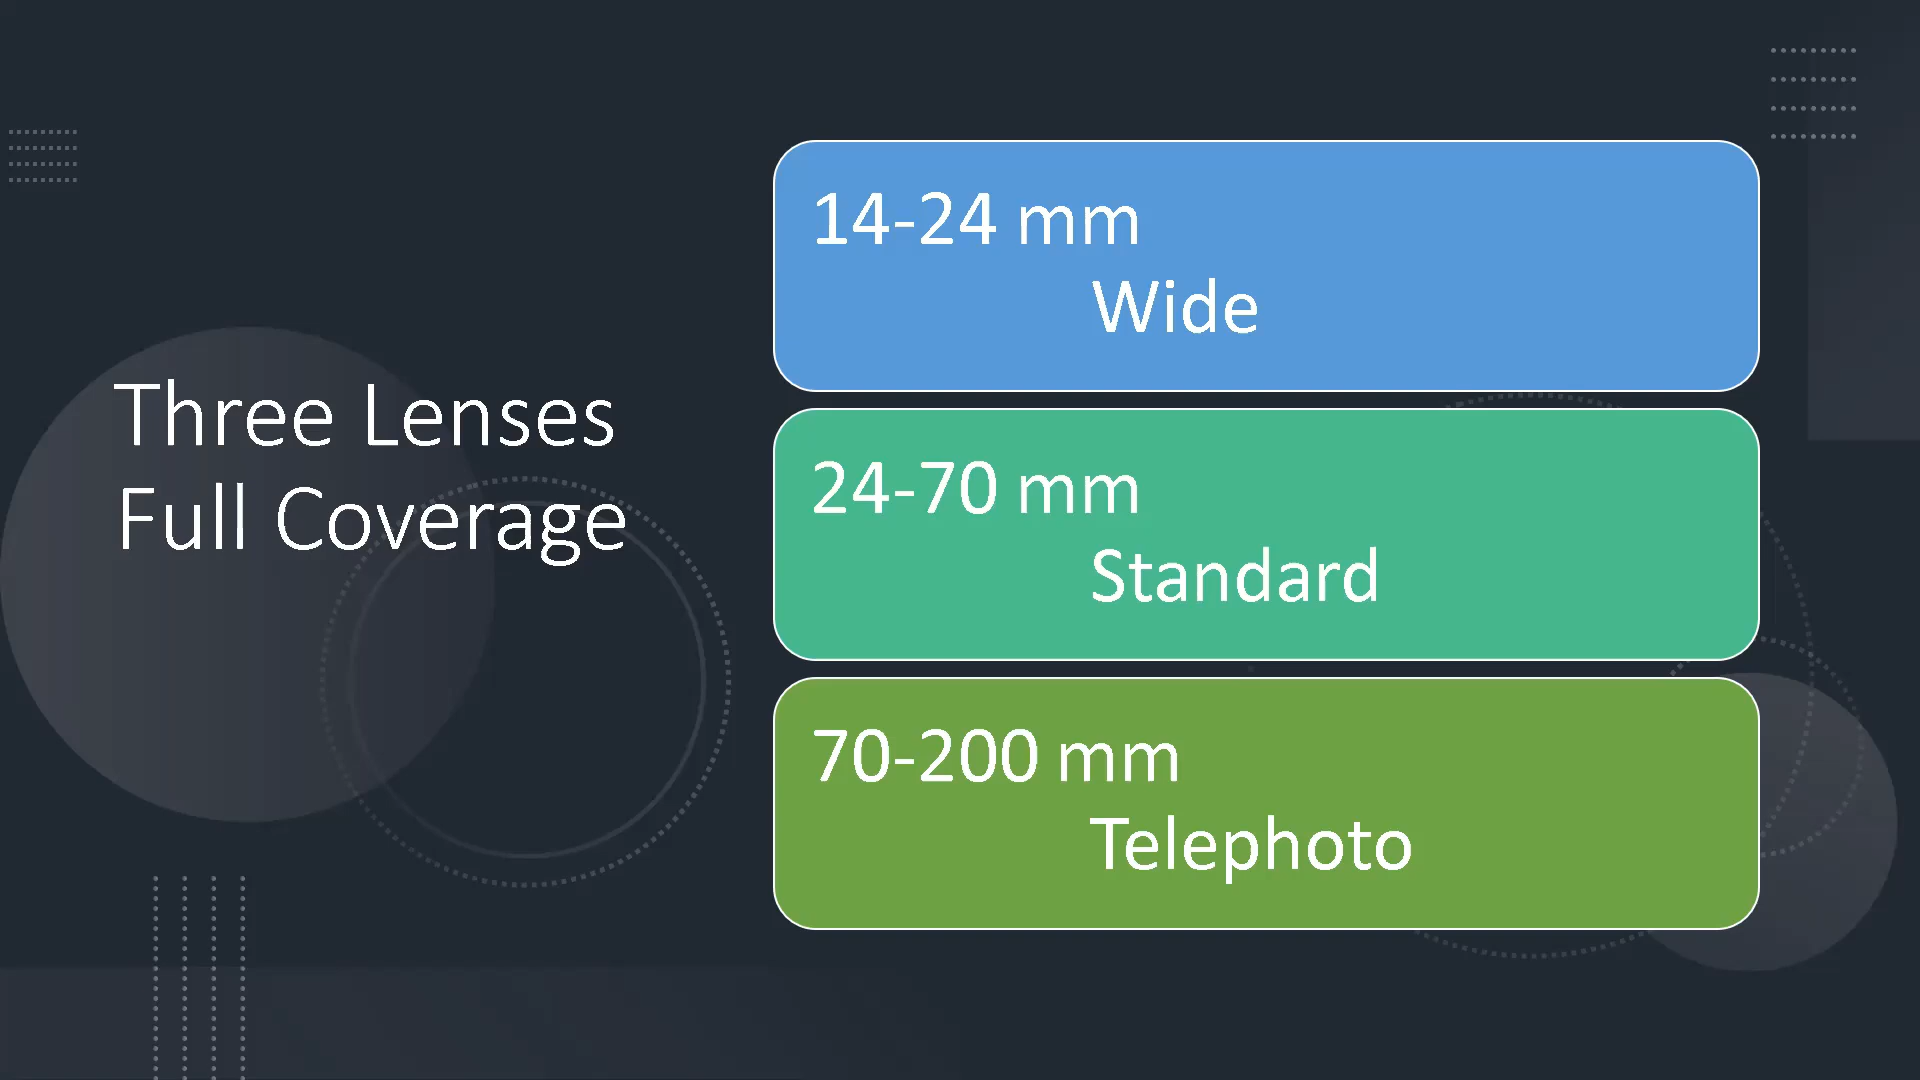 Three Lenses
Full Coverage
14-24 mm
Wide
24-70 mm
Standard
70-200 mm
Telephoto